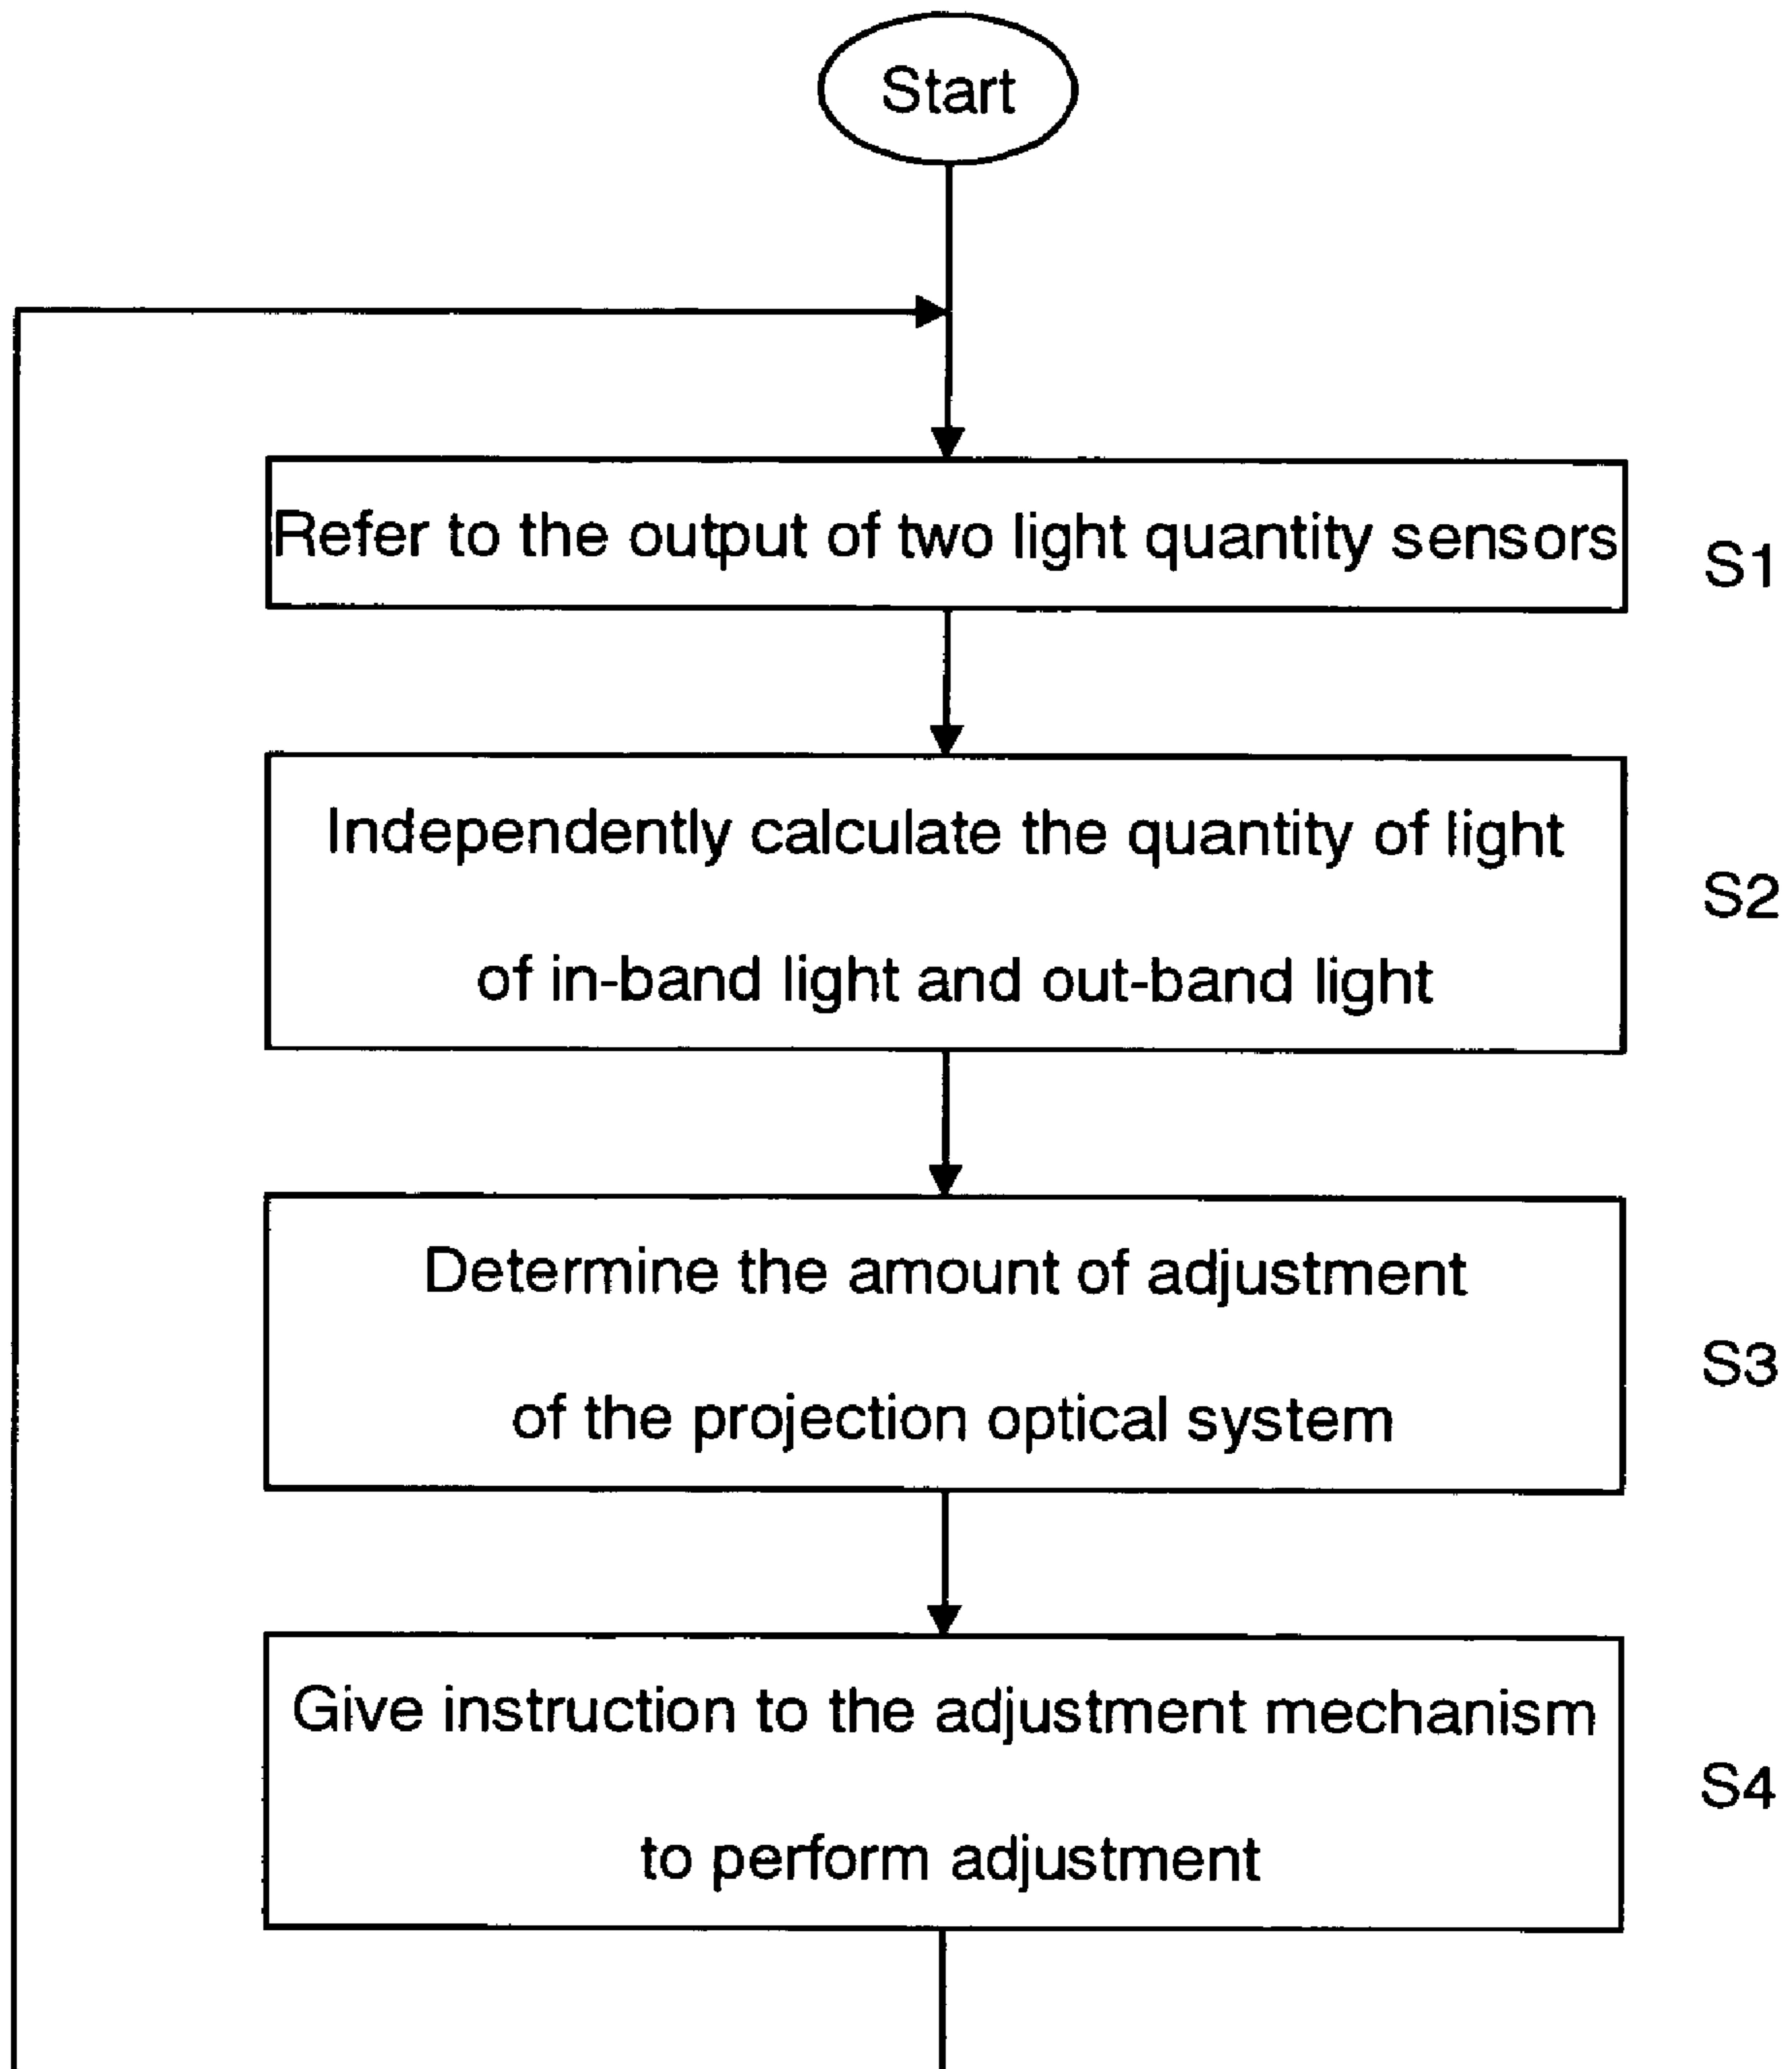 Start
Refer to the output of two light quantity sensors
S1
Independently calculate the quantity of light
of in-band light and out-band light
S2
Determine the amount of adjustment
of the projection optical system
S3
Give instruction to the adjustment mechanism
to perform adjustment
S4